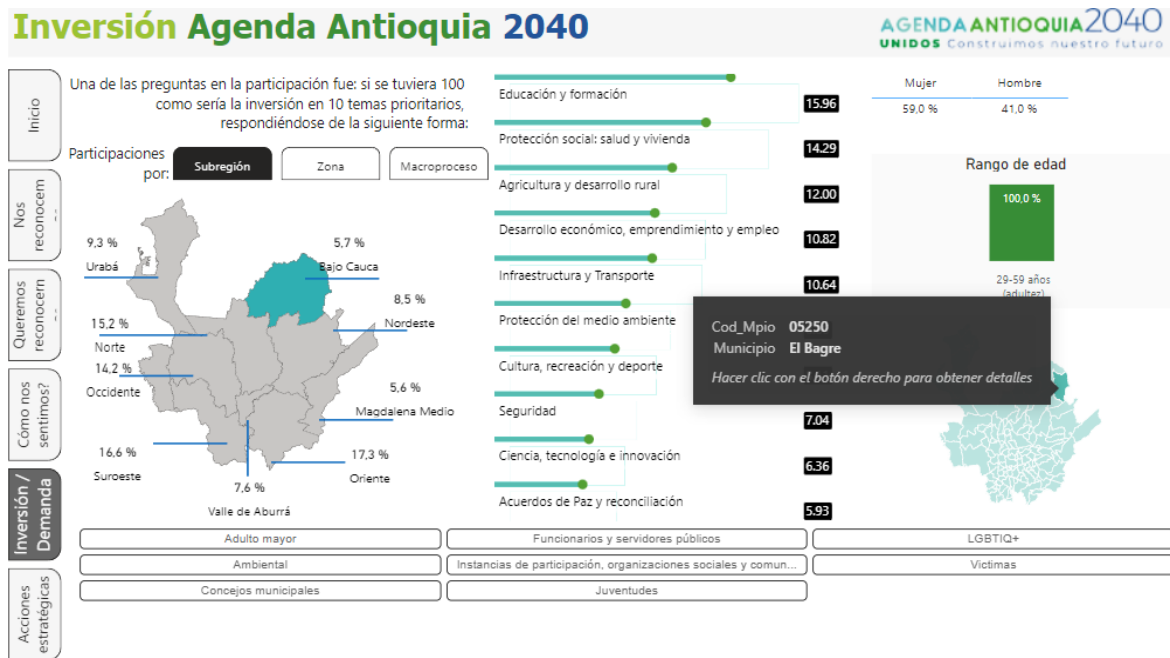 Inversión Agenda Antioquia 2040
AGENDA ANTIOQUIA 2040
UNIDOS Construimos nuestro futuro
Inicio
Nos
reconocem
Queremos
reconocern
Cómo nos
sentimos?
Inversión /
Demanda
Acciones
estratégicas
Una de las preguntas en la participación fue: si se tuviera 100
como sería la inversión en 10 temas prioritarios,
respondiéndose de la siguiente forma:
Participaciones
por:
Subregión
Zona
Macroproceso
9,3 %
Urabá
5,7 %
Bajo Cauca
8,5 %
Nordeste
15,2 %
Norte
14,2 %
Occidente
5,6 %
Magdalena Medio
16,6 %
Suroeste
17,3 %
Oriente
7,6 %
Valle de Aburrá
Educación y formación
15.96
Protección social: salud y vivienda
14.29
Agricultura y desarrollo rural
12.00
Desarrollo económico, emprendimiento y empleo
10.82
Infraestructura y Transporte
10.64
Protección del medio ambiente
Cultura, recreación y deporte
Seguridad
7.04
Ciencia, tecnología e innovación
6.36
Acuerdos de Paz y reconciliación
5.93
Mujer Hombre
59,0 % 41,0 %
Rango de edad
100,0 %
29-59 años
(adultez)
Cod_Mpio 05250
Municipio El Bagre
Hacer clic con el botón derecho para obtener detalles
Adulto mayor
Funcionarios y servidores públicos
LGBTIQ+
Ambiental
Instancias de participación, organizaciones sociales y comun...
Victimas
Concejos municipales
Juventudes